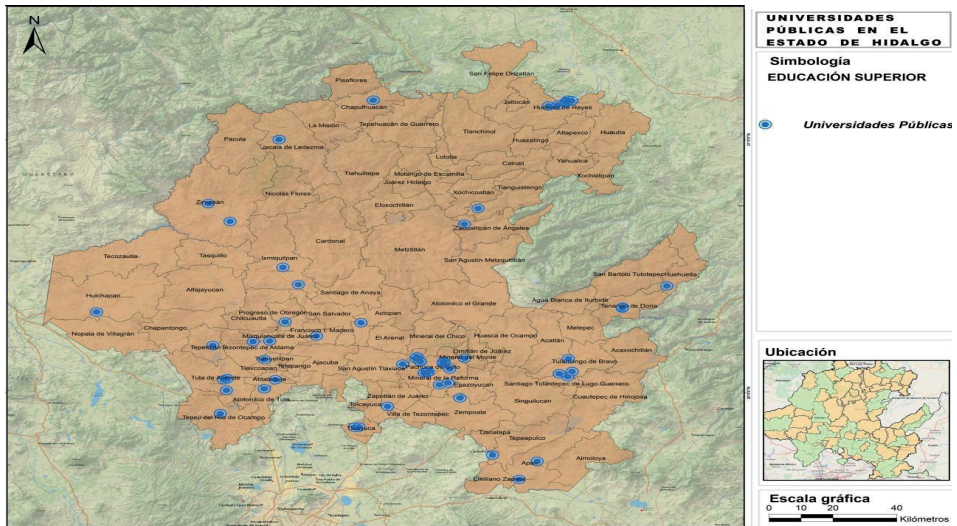 N
UNIVERSIDADES
PÚBLICAS EN EL
ESTADO DE HIDALGO
Simbología
EDUCACIÓN SUPERIOR
Universidades Públicas
Ubicación
Escala gráfica
0 10 20 40
Kilómetros
San Felipe Orizatlán
Pisaflores
Jaltocán
Chapulhuacán
Huejutla de Reyes
La Misión
Tepehuacán de Guerrero
Tlanchinol
Atlapexco
Huautla
Pacula
Jacala de Ledezma
Huazalingo
Lolotla
Yahualica
Calnali
Tlahuiltepa
Molango de Escamilla
Xochiatipan
Juárez Hidalgo
Tianguistengo
Nicolás Flores
Xochicoatlán
Zimapán
Eloxochitlán
Zacualtipán de Ángeles
Cardonal
Metztitlán
Tecozautla
Tasquillo
Ixmiquilpan
San Agustín Metzquititlán
San Bartolo Tutotepec
Huehuetla
Huichapan
Alfajayucan
Santiago de Anaya
Atotonilco el Grande
Agua Blanca de Iturbide
Tenango de Doria
Progreso de Obregón
San Salvador
Actopan
Nopala de Villagrán
Chapantongo
Chilcuautla
Francisco I. Madero
Metepec
Mixquiahuala de Juárez
El Arenal
Mineral del Chico
Huasca de Ocampo
Acatlán
Tezontepec de Aldama
Omitlán de Juárez
Acaxochitlán
Tlahuelilpan
Mineral del Monte
Tulancingo de Bravo
Tetepango
Ajacuba
Tlaxcoapan
San Agustín Tlaxiaca
Pachuca de Soto
Tula de Allende
Atitalaquia
Mineral de la Reforma
Epazoyucan
Santiago Tulantepec de Lugo Guerrero
Atotonilco de Tula
Zapotlán de Juárez
Singuilucan
Cuautepec de Hinojosa
Tolcayuca
Villa de Tezontepec
Zempoala
Tepeji del Río de Ocampo
Tizayuca
Tlanalapa
Tepeapulco
Apan
Almoloya
Emiliano Zapata